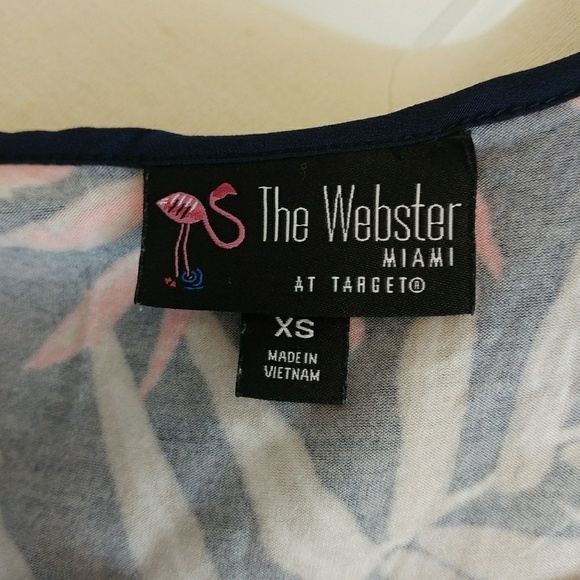 The Webster
MIAMI
AT TARGET®
XS
MADE IN
VIETNAM